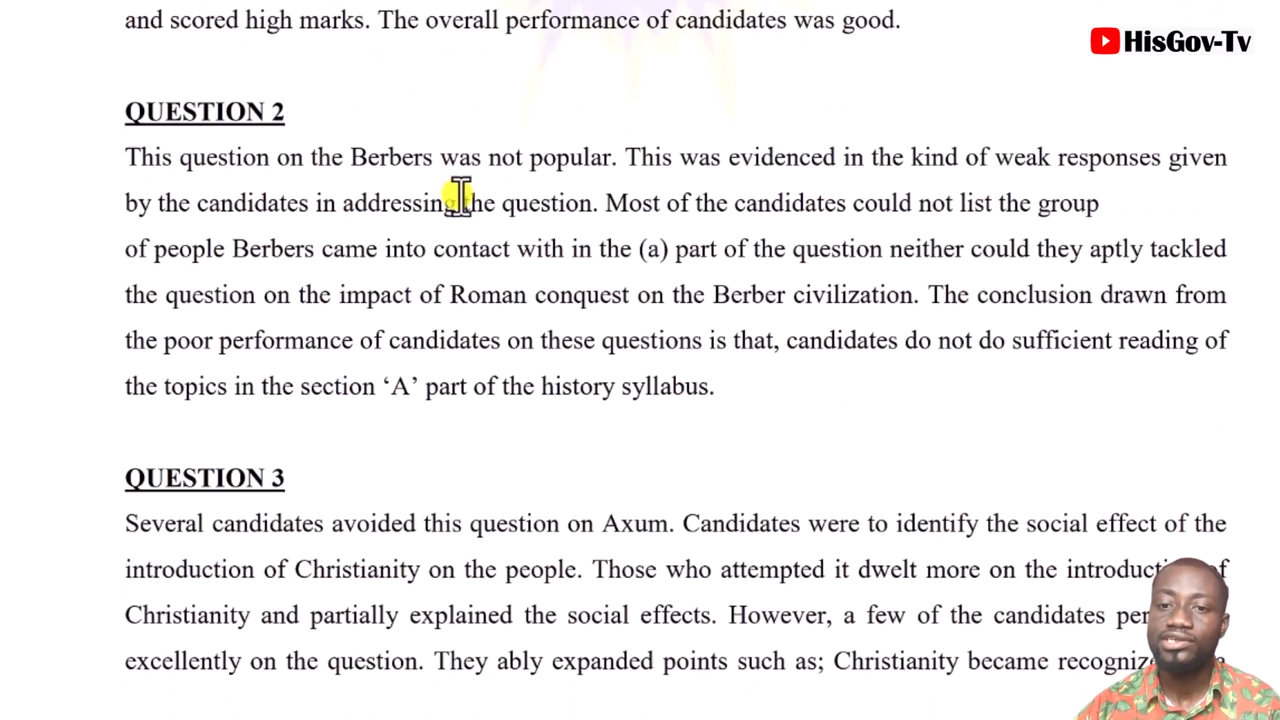 and scored high marks. The overall performance of candidates was good.
HisGov-Tv
QUESTION 2
This question on the Berbers was not popular. This was evidenced in the kind of weak responses given
by the candidates in addressing the question. Most of the candidates could not list the group
of people Berbers came into contact with in the (a) part of the question neither could they aptly tackled
the question on the impact of Roman conquest on the Berber civilization. The conclusion drawn from
the poor performance of candidates on these questions is that, candidates do not do sufficient reading of
the topics in the section ‘A’ part of the history syllabus.
QUESTION 3
Several candidates avoided this question on Axum. Candidates were to identify the social effect of the
introduction of Christianity on the people. Those who attempted it dwelt more on the
Christianity and partially explained the social effects. However, a few of the candidates
excellently on the question. They ably expanded points such as; Christianity became